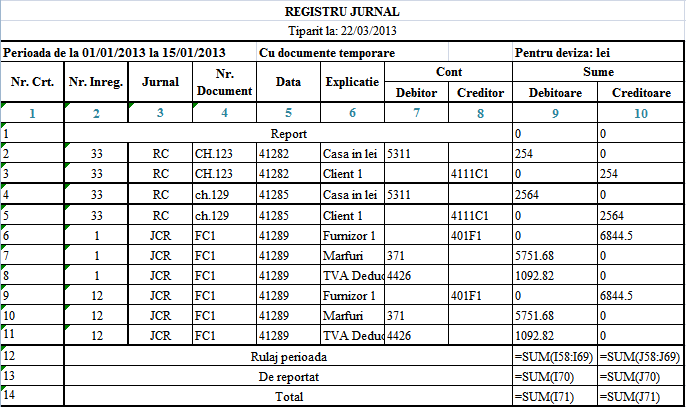 REGISTRU JURNAL
Tiparit la: 22/03/2013
Perioada de la 01/01/2013 la 15/01/2013 Cu documente temporare Pentru deviza: lei
Nr. Crt. Nr. Inreg. Jurnal Nr. Document Data Explicatie Cont Sume
Debitor Creditor Debitoare Creditoare
1 2 3 4 5 6 7 8 9 10
1 Report 0 0
2 33 RC CH.123 41282 Casa in lei 5311 254 0
3 33 RC CH.123 41282 Client 1 4111C1 0 254
4 33 RC ch.129 41285 Casa in lei 5311 2564 0
5 33 RC ch.129 41285 Client 1 4111C1 0 2564
6 1 JCR FC1 41289 Furnizor 1 401F1 0 6844.5
7 1 JCR FC1 41289 Marfuri 371 5751.68 0
8 1 JCR FC1 41289 TVA Deduc 4426 1092.82 0
9 12 JCR FC1 41289 Furnizor 1 401F1 0 6844.5
10 12 JCR FC1 41289 Marfuri 371 5751.68 0
11 12 JCR FC1 41289 TVA Deduc 4426 1092.82 0
12 Rulaj perioada =SUM(I58:I69) =SUM(J58:J69)
13 De reportat =SUM(I70) =SUM(J70)
14 Total =SUM(I71) =SUM(J71)